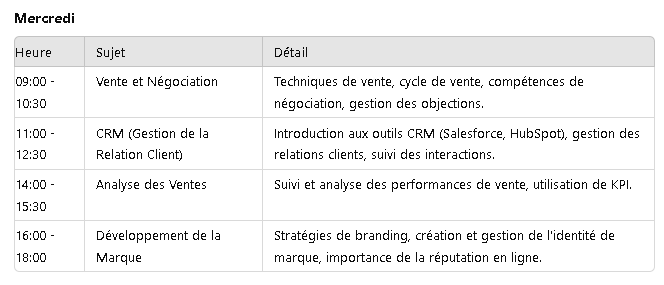 Mercredi
Heure Sujet Détail
09:00 - Vente et Négociation Techniques de vente, cycle de vente, compétences de
10:30 négociation, gestion des objections.
11:00 - CRM (Gestion de la Introduction aux outils CRM (Salesforce, HubSpot), gestion des
12:30 Relation Client) relations clients, suivi des interactions.
14:00 - Analyse des Ventes Suivi et analyse des performances de vente, utilisation de KPI.
15:30
16:00 - Développement de la Stratégies de branding, création et gestion de l'identité de
18:00 Marque marque, importance de la réputation en ligne.